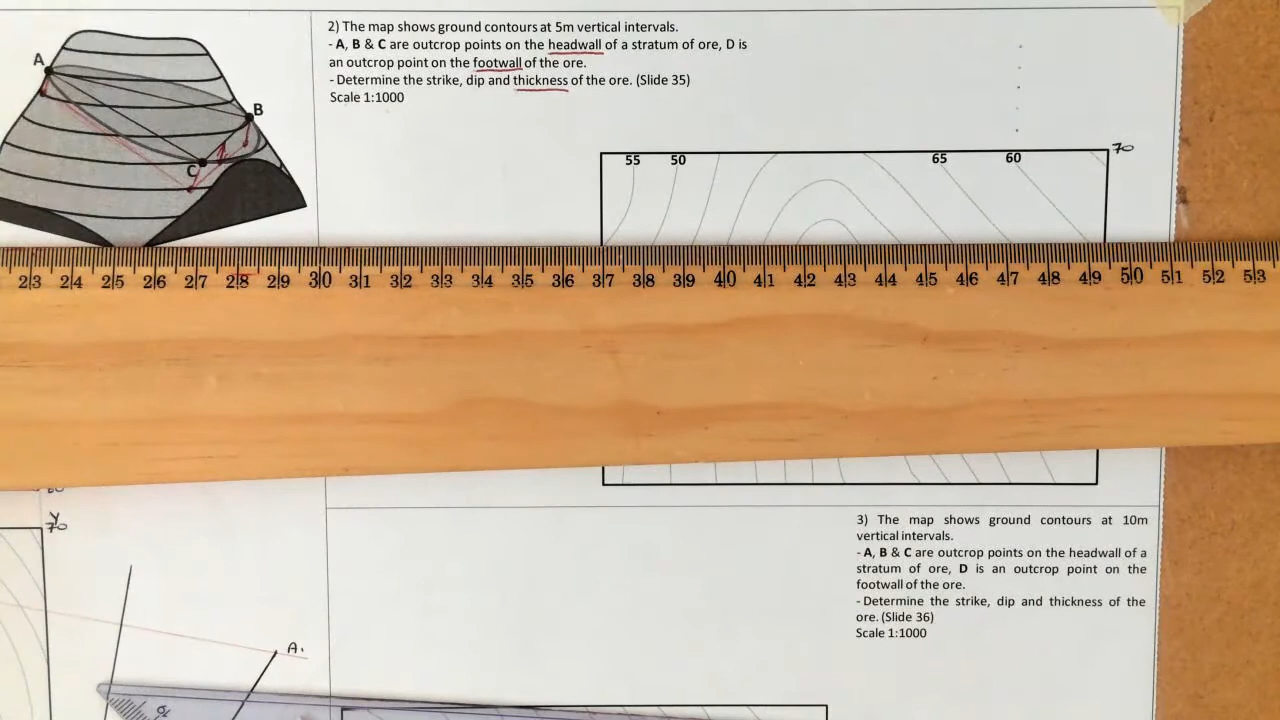 2) The map shows ground contours at 5m vertical intervals.
- A, B & C are outcrop points on the headwall of a stratum of ore, D is
an outcrop point on the footwall of the ore.
- Determine the strike, dip and thickness of the ore. (Slide 35)
Scale 1:1000
A
B
C
70
55 50 65 60
23 24 25 26 27 28 29 30 31 32 33 34 35 36 37 38 39 40 41 42 43 44 45 46 47 48 49 50 51 52 53
3) The map shows ground contours at 10m
vertical intervals.
- A, B & C are outcrop points on the headwall of a
stratum of ore, D is an outcrop point on the
footwall of the ore.
- Determine the strike, dip and thickness of the
ore. (Slide 36)
Scale 1:1000
Y
70
A.